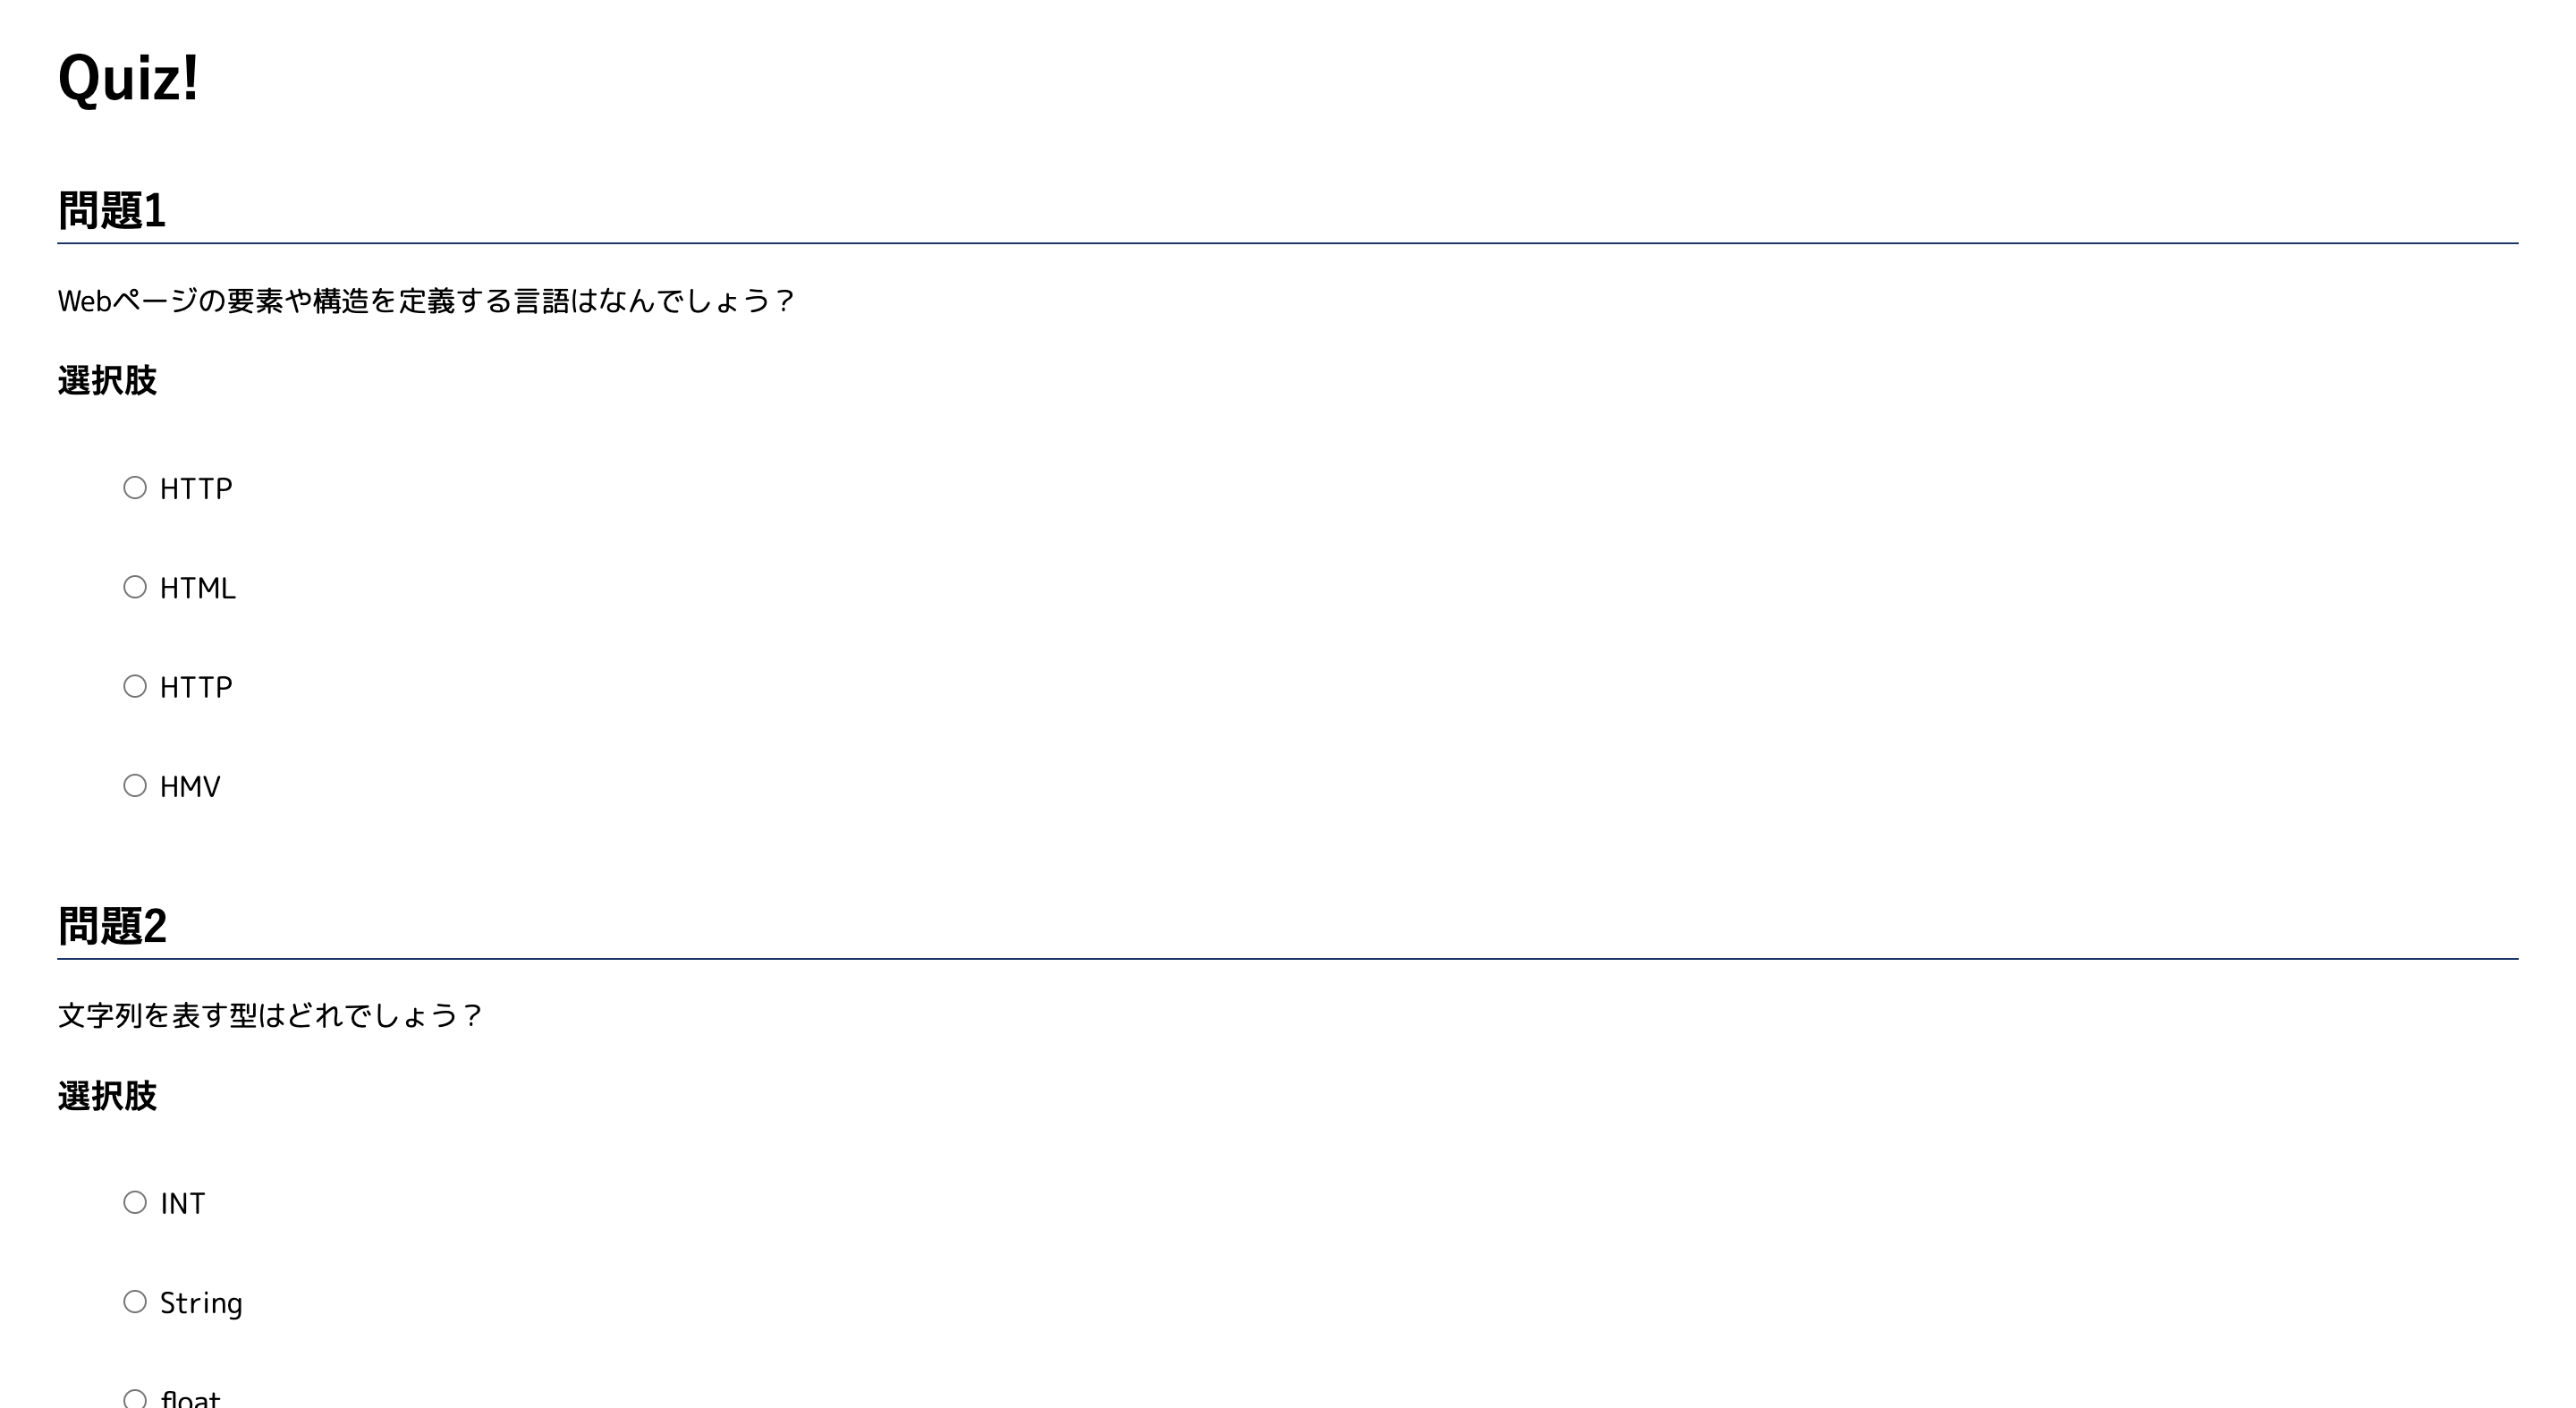 Quiz!
問題1
Webページの要素や構造を定義する言語はなんでしょう？
選択肢
HTTP
HTML
HTTP
HMV
問題2
文字列を表す型はどれでしょう？
選択肢
INT
String
float